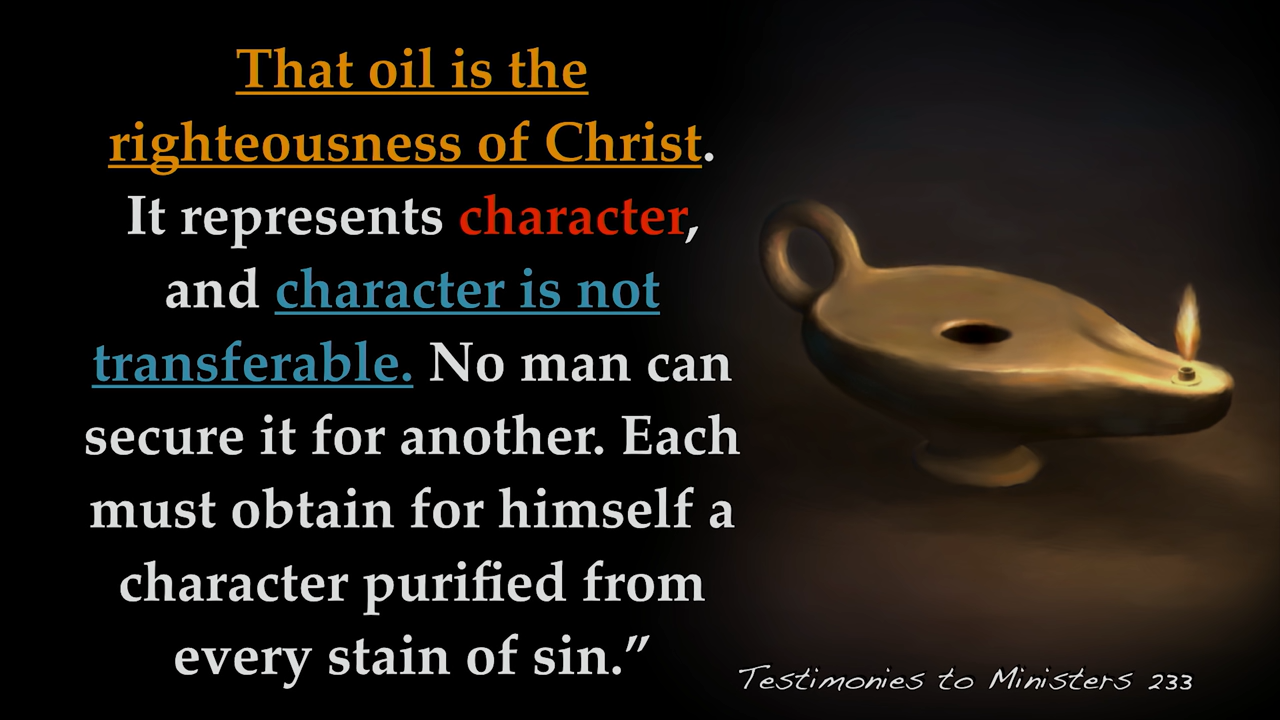 That oil is the
righteousness of Christ.
It represents character,
and character is not
transferable. No man can
secure it for another. Each
must obtain for himself a
character purified from
every stain of sin.”
Testimonies to Ministers 233